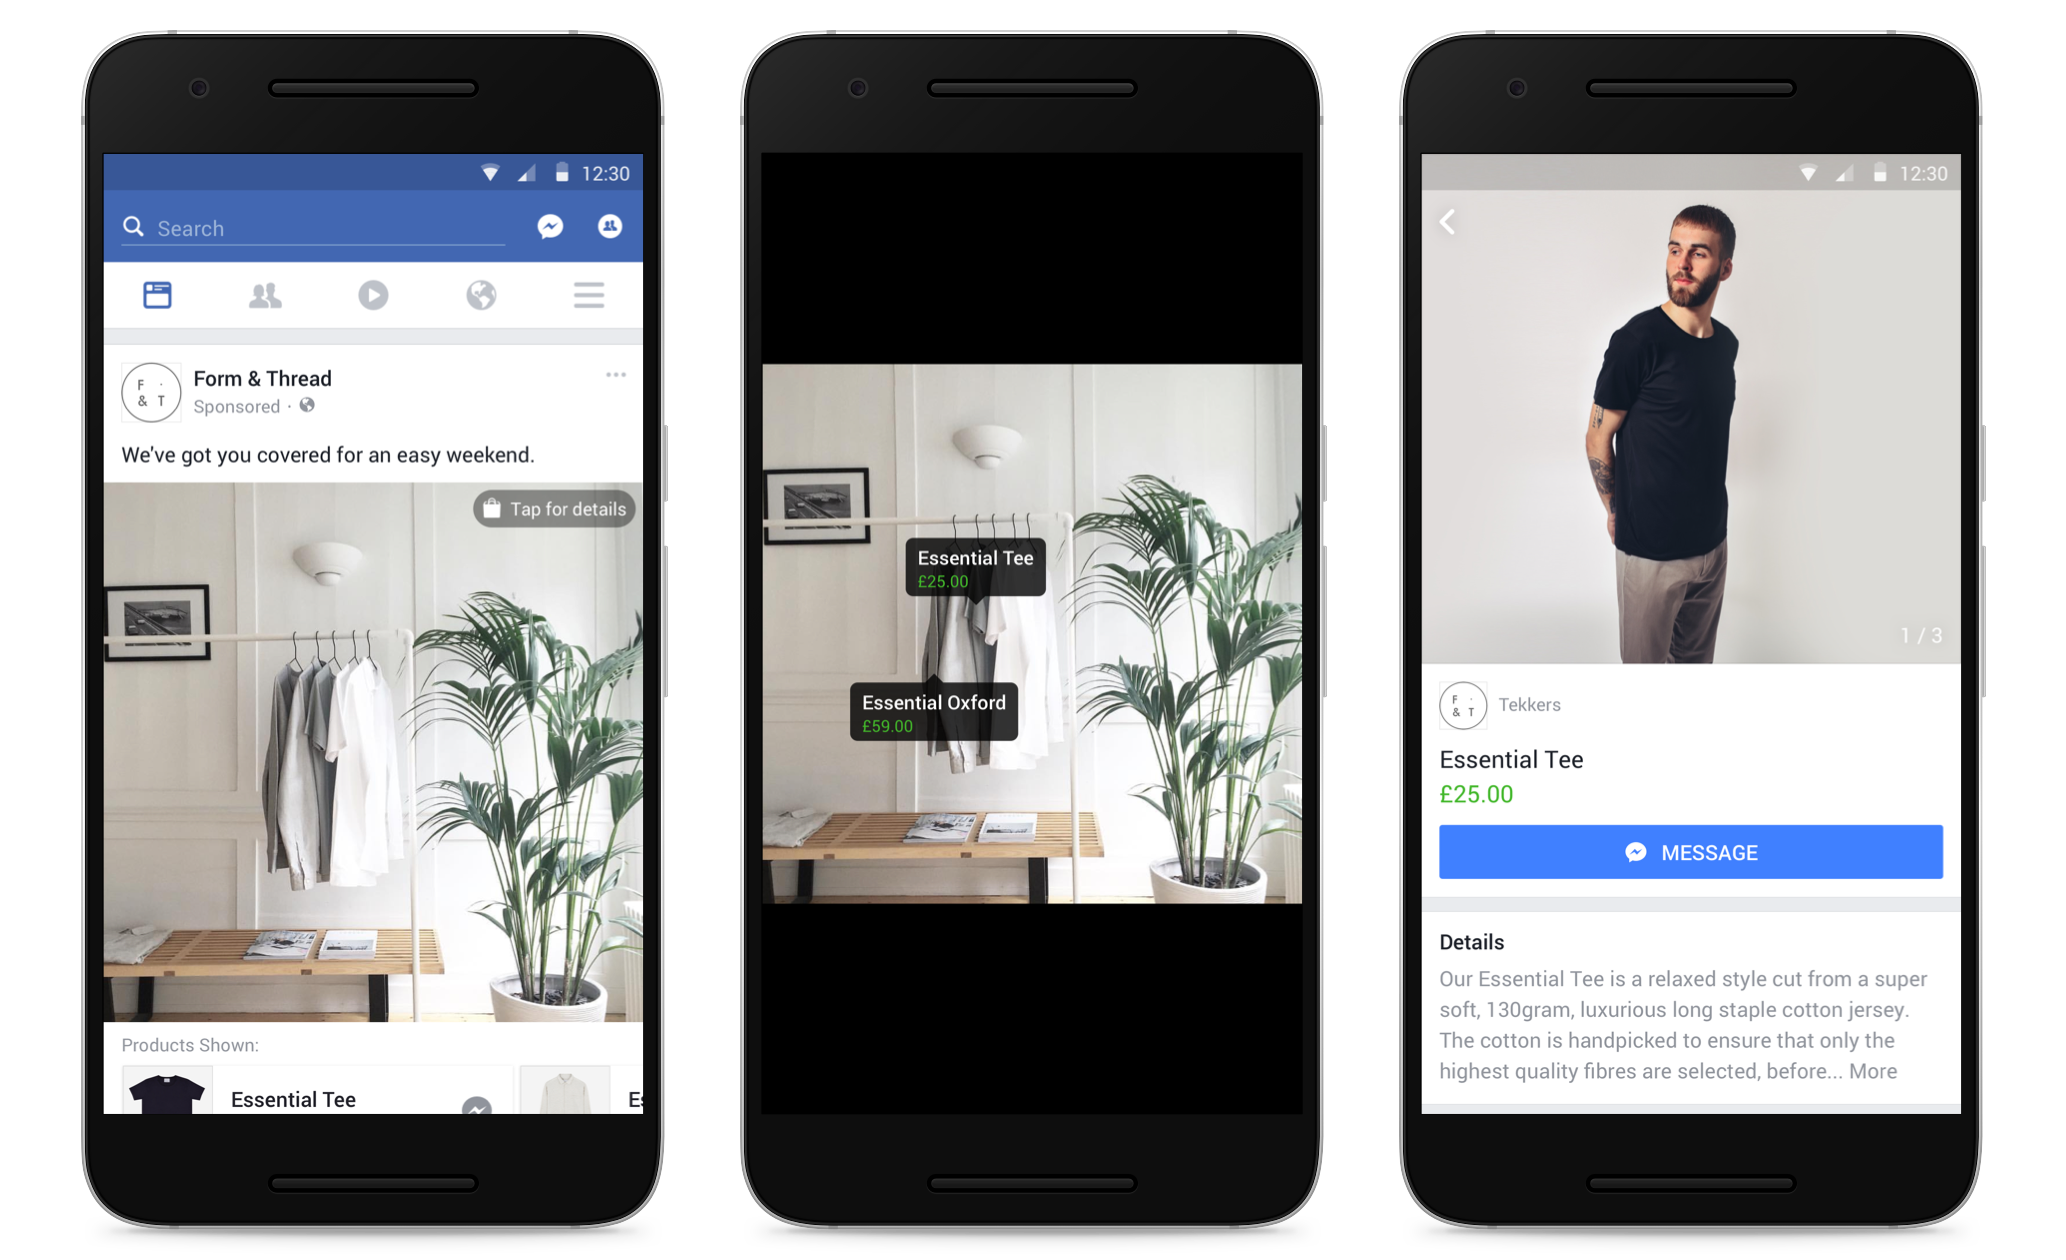 12:30
Search
F ·
& T
Form & Thread
Sponsored ·
We've got you covered for an easy weekend.
Tap for details
Products Shown:
Essential Tee
Es
Essential Tee
£25.00
Essential Oxford
£59.00
12:30
1 / 3
F ·
& T
Tekkers
Essential Tee
£25.00
MESSAGE
Details
Our Essential Tee is a relaxed style cut from a super
soft, 130gram, luxurious long staple cotton jersey.
The cotton is handpicked to ensure that only the
highest quality fibres are selected, before... More